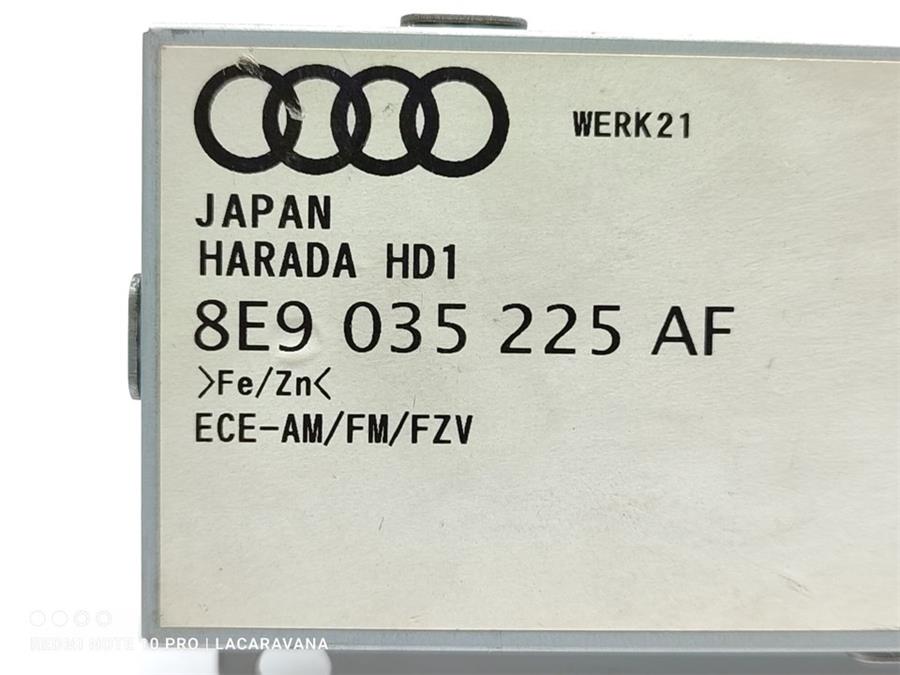 WERK21
JAPAN
HARADA HD1
8E9 035 225 AF
>Fe/Zn<
ECE-AM/FM/FZV
REDMI NOTE 10 PRO | LACARAVANA